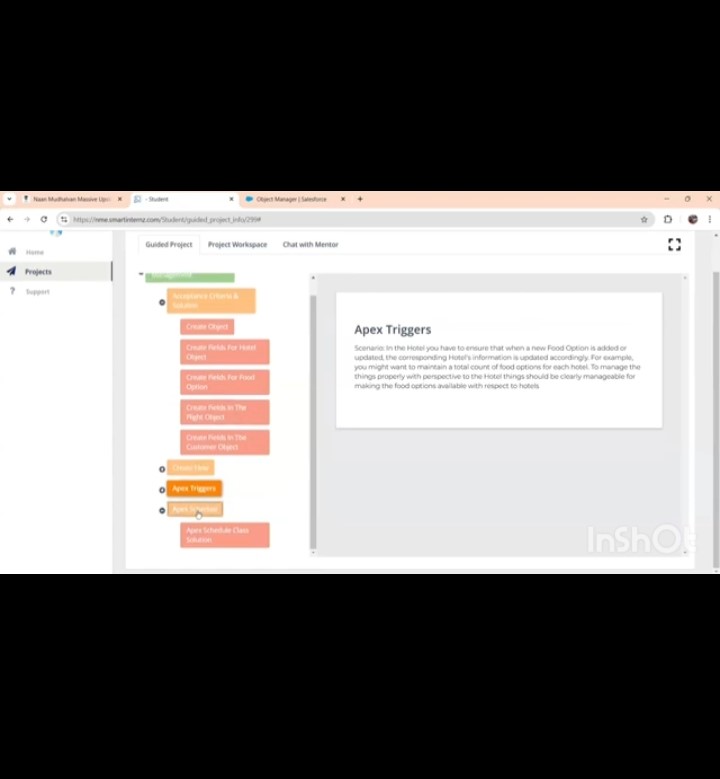 Naan Mudhalvan Massive Upd
- Student
Object Manager | Salesforce
https://nme.smartinternz.com/Student/guided_project_info/299#
Home
Projects
Support
Guided Project
Project Workspace
Chat with Mentor
Management
Acceptance Criteria &
Solution
Create Object
Create Fields For Hotel
Object
Create Fields For Food
Option
Create Fields In The
Flight Object
Create Fields In The
Customer Object
Apex Triggers
Apex Schedule Class
Solution
Apex Triggers
Scenario: In the Hotel you have to ensure that when a new Food Option is added or
updated, the corresponding Hotel's information is updated accordingly. For example,
you might want to maintain a total count of food options for each hotel. To manage the
things properly with perspective to the Hotel things should be clearly manageable for
making the food options available with respect to hotels
InShOt